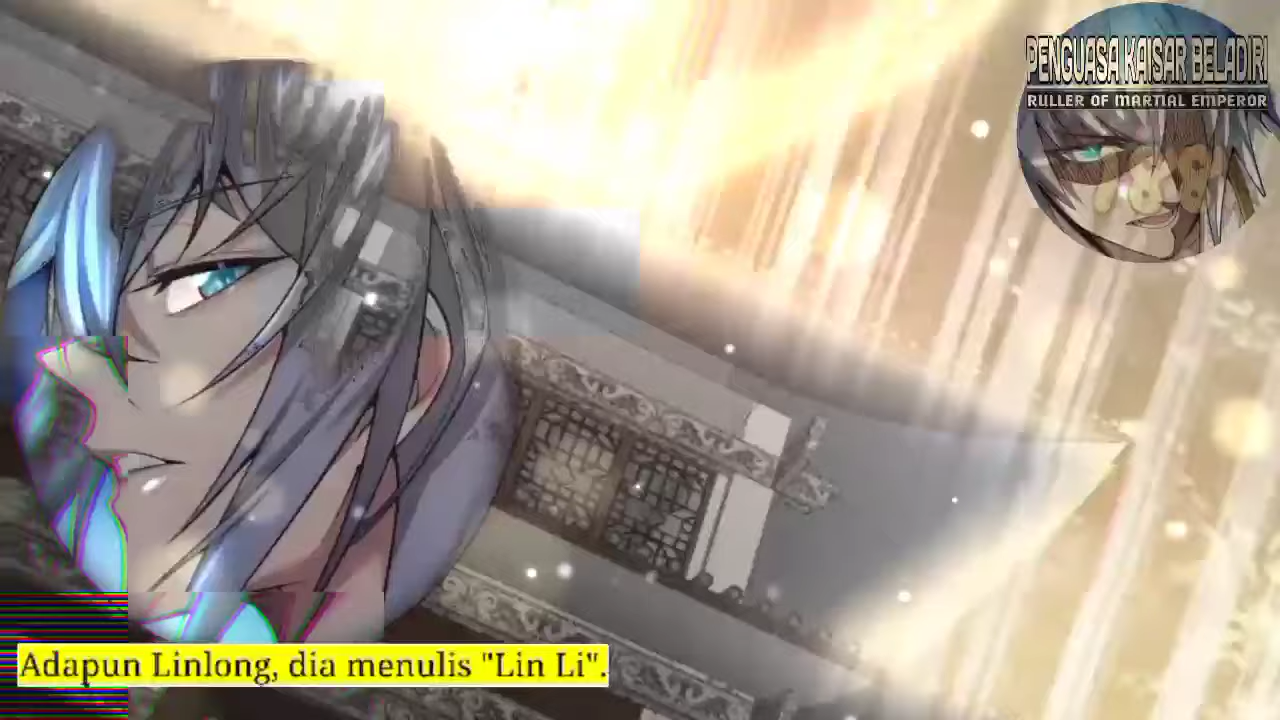 PENGUASA KAISAR BELADIRI
RULLER OF MARTIAL EMPEROR
Adapun Linlong, dia menulis "Lin Li".